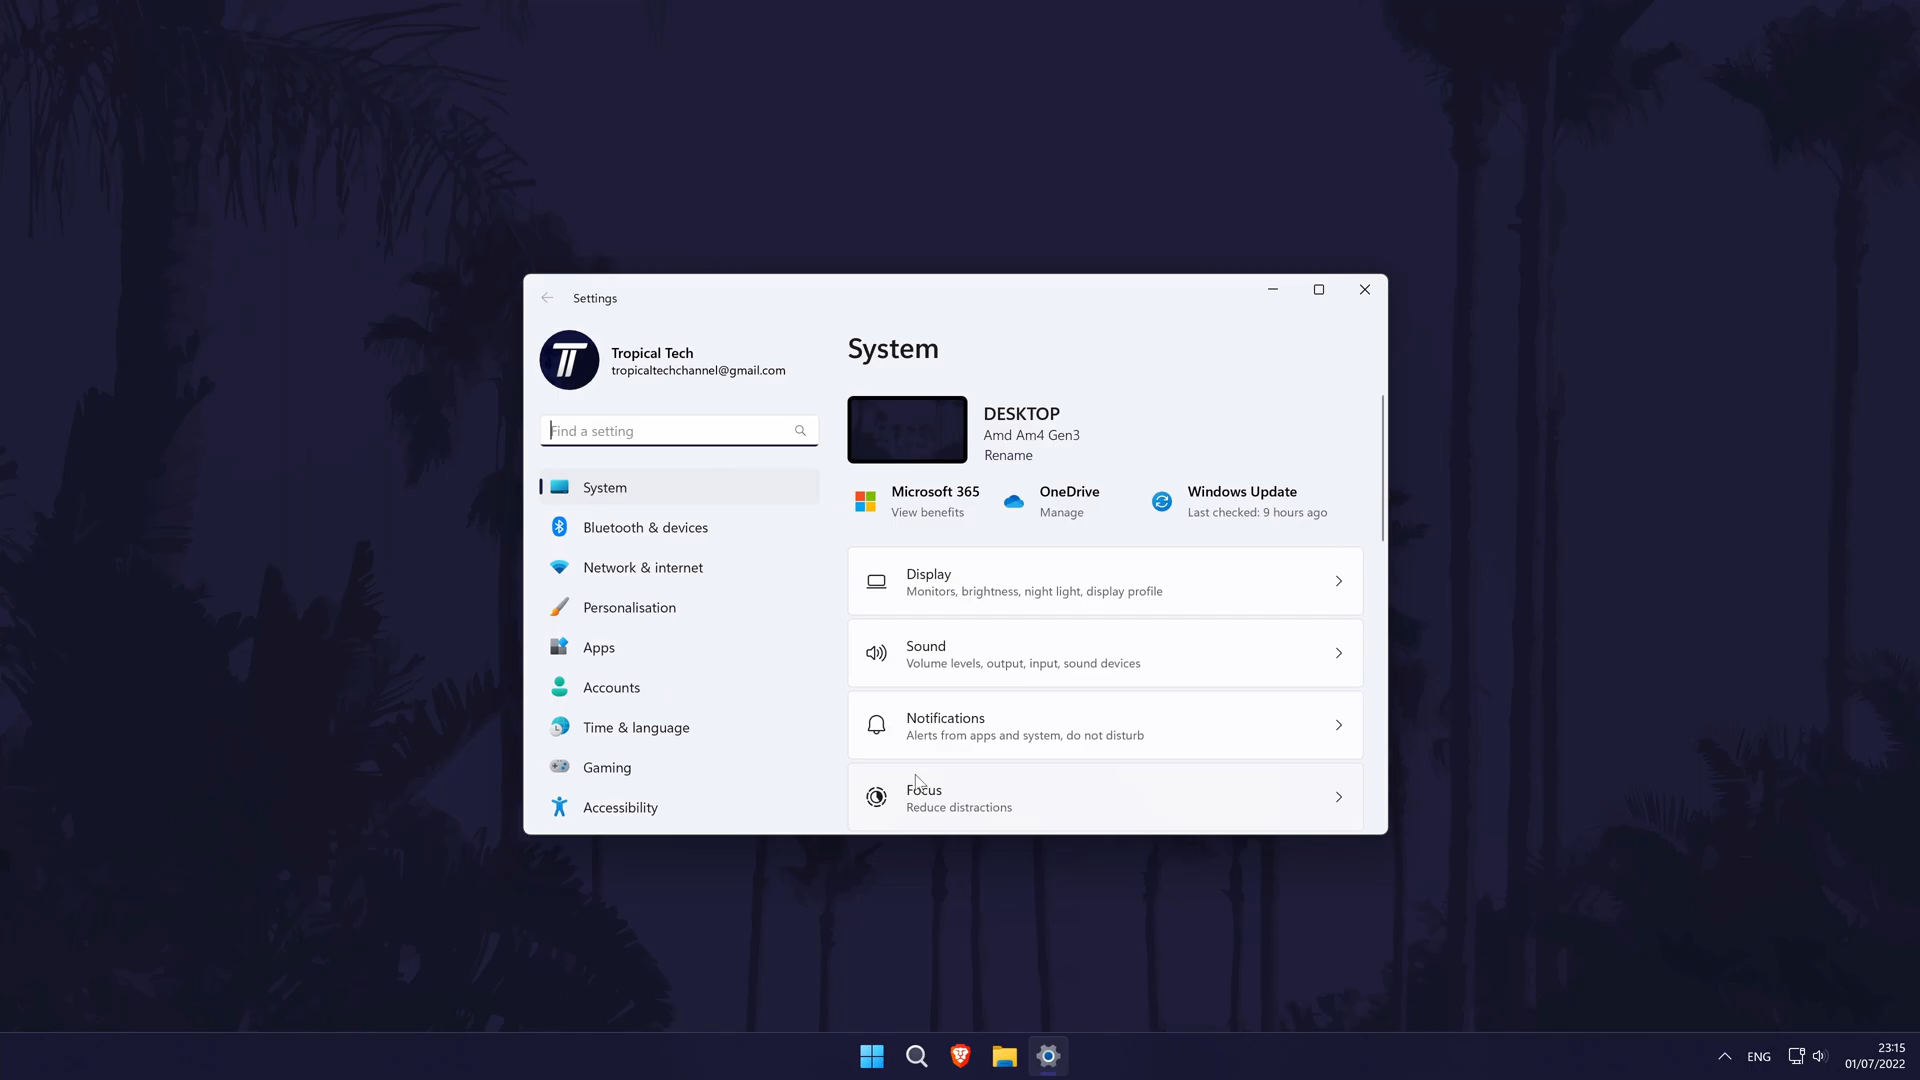 Settings
Tropical Tech
tropicaltechchannel@gmail.com
Find a setting
System
Bluetooth & devices
Network & internet
Personalisation
Apps
Accounts
Time & language
Gaming
Accessibility
System
DESKTOP
Amd Am4 Gen3
Rename
Microsoft 365
View benefits
OneDrive
Manage
Windows Update
Last checked: 9 hours ago
Display
Monitors, brightness, night light, display profile
Sound
Volume levels, output, input, sound devices
Notifications
Alerts from apps and system, do not disturb
Focus
Reduce distractions
ENG
23:15
01/07/2022